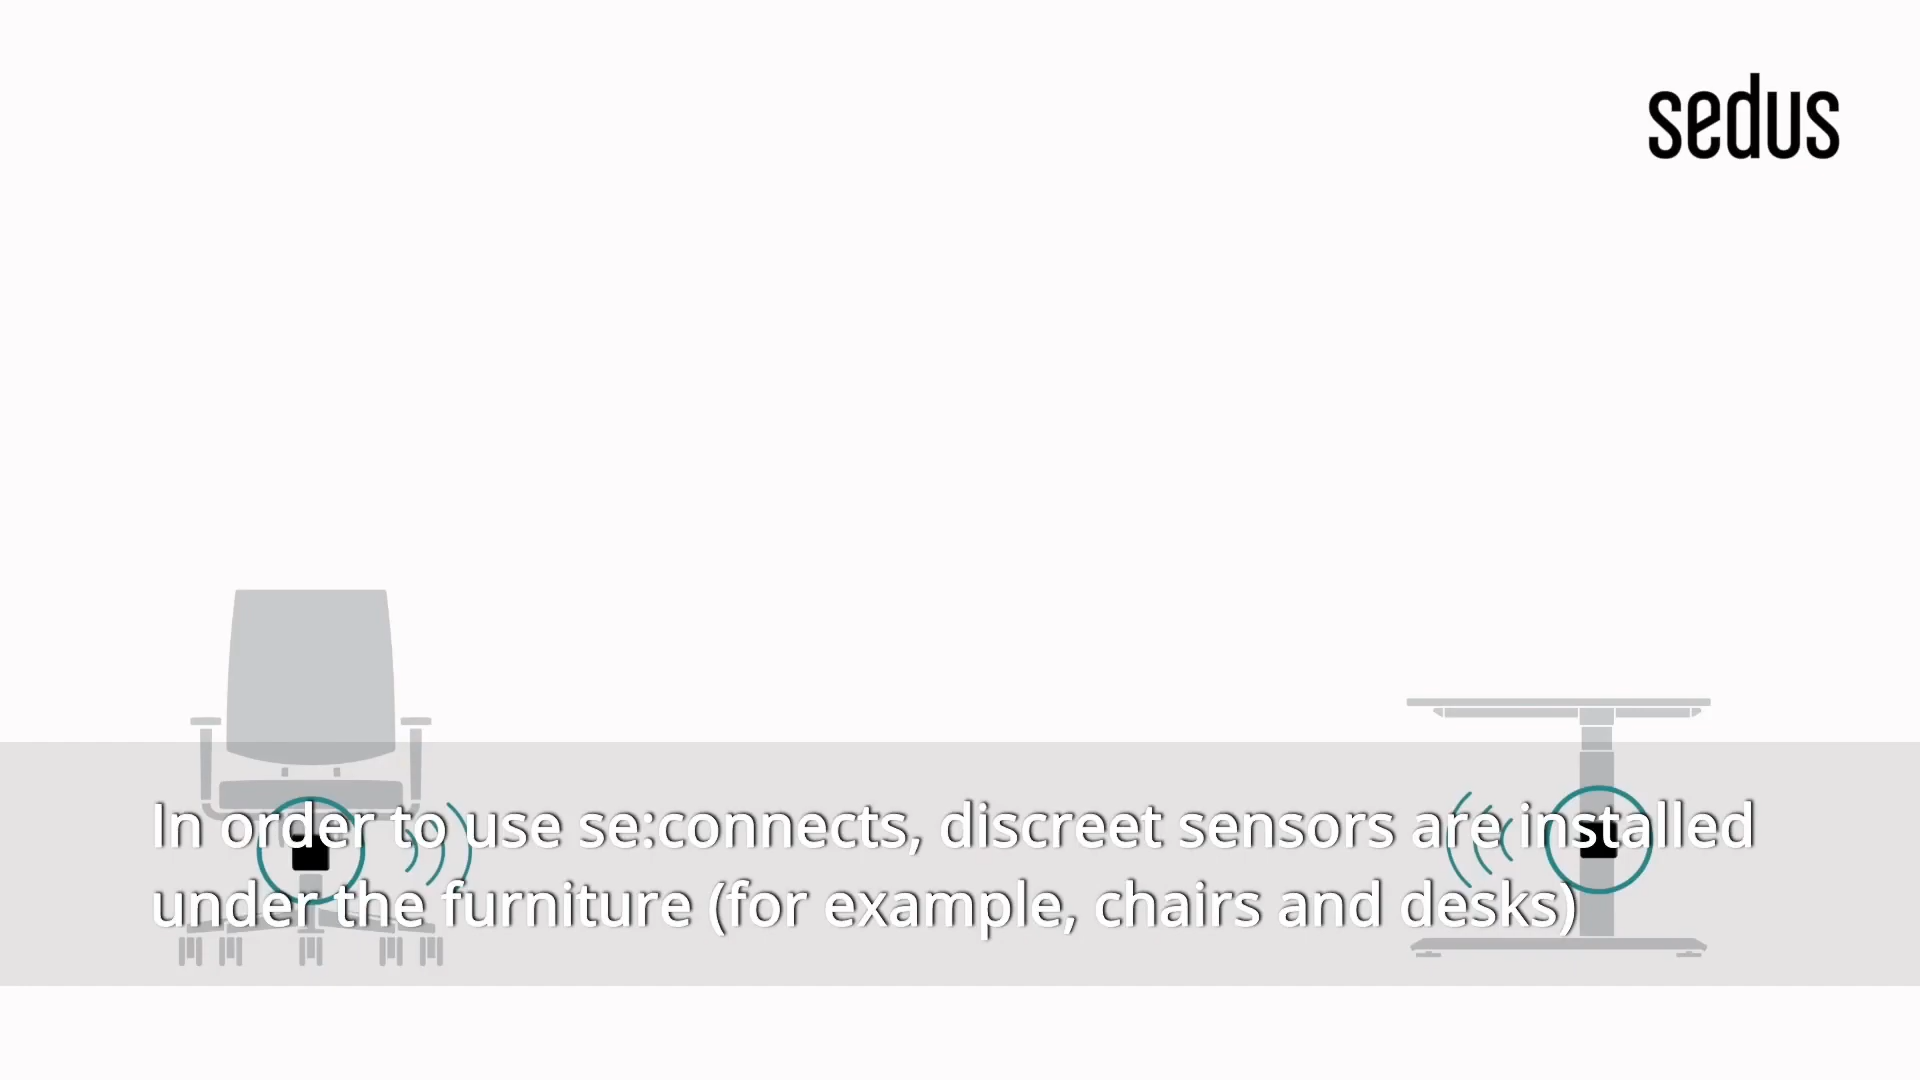 sedus
In order to use se:connects, discreet sensors are installed
under the furniture (for example, chairs and desks)